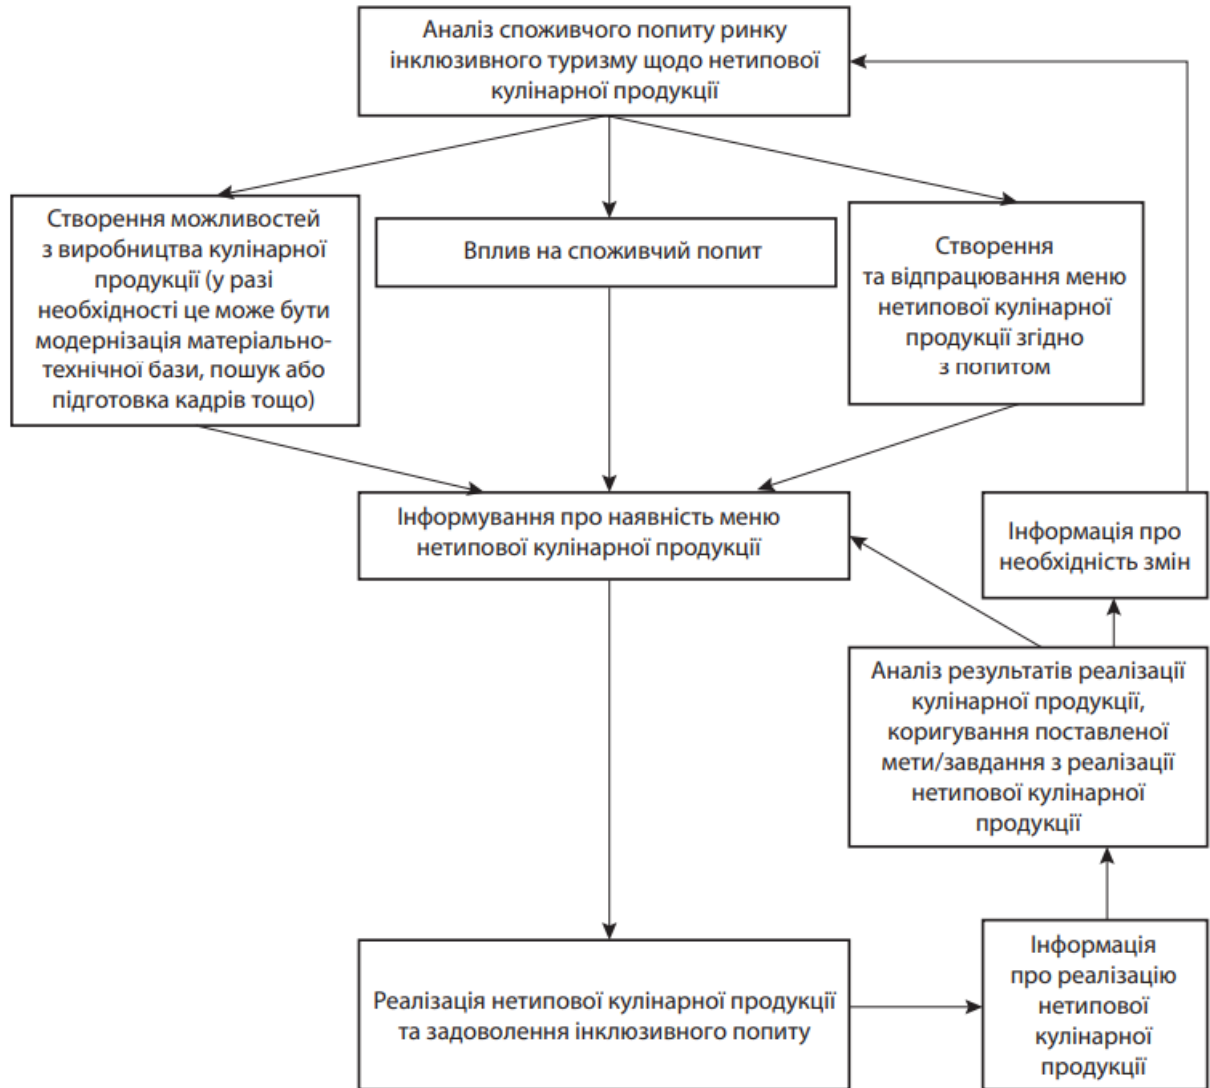 Аналіз споживчого попиту ринку
інклюзивного туризму щодо нетипової
кулінарної продукції
Створення можливостей
з виробництва кулінарної
продукції (у разі
необхідності це може бути
модернізація матеріально-
технічної бази, пошук або
підготовка кадрів тощо)
Вплив на споживчий попит
Створення
та відпрацювання меню
нетипової кулінарної
продукції згідно
з попитом
Інформування про наявність меню
нетипової кулінарної продукції
Інформація про
необхідність змін
Аналіз результатів реалізації
кулінарної продукції,
коригування поставленої
мети/завдання з реалізації
нетипової кулінарної
продукції
Реалізація нетипової кулінарної продукції
та задоволення інклюзивного попиту
Інформація
про реалізацію
нетипової
кулінарної
продукції